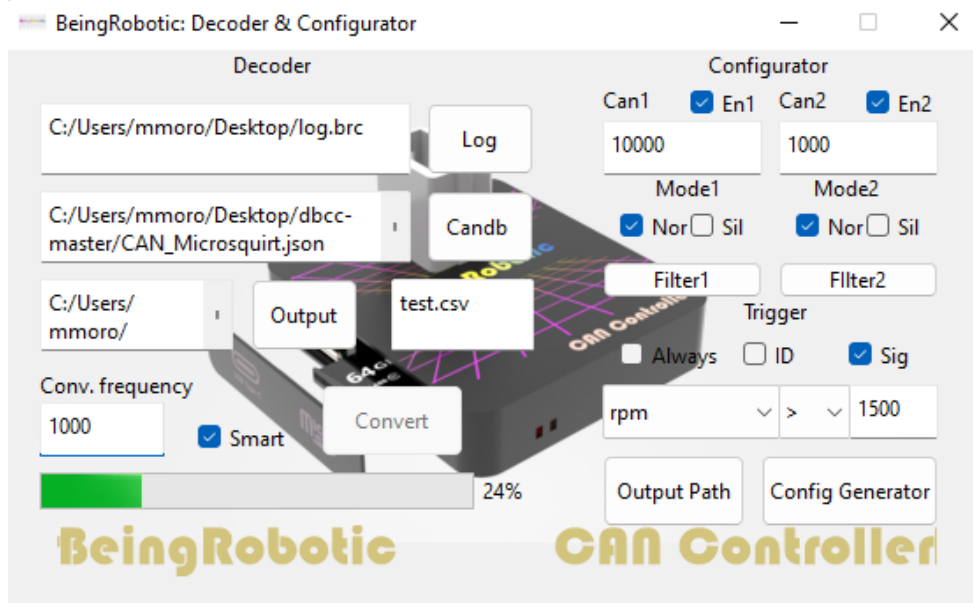 BeingRobotic: Decoder & Configurator
Decoder
C:/Users/mmoro/Desktop/log.brc
Log
C:/Users/mmoro/Desktop/dbcc-
master/CAN_Microsquirt.json
Candb
C:/Users/
mmoro/
Output
test.csv
Conv. frequency
1000
Smart
Convert
24%
Configurator
Can1
En1
Can2
En2
10000
1000
Mode1
Mode2
Nor
Sil
Nor
Sil
Filter1
FIlter2
Trigger
Always
ID
Sig
rpm
>
1500
Output Path
Config Generator
CAN Controller
64G
BeingRobotic
CAN Controller